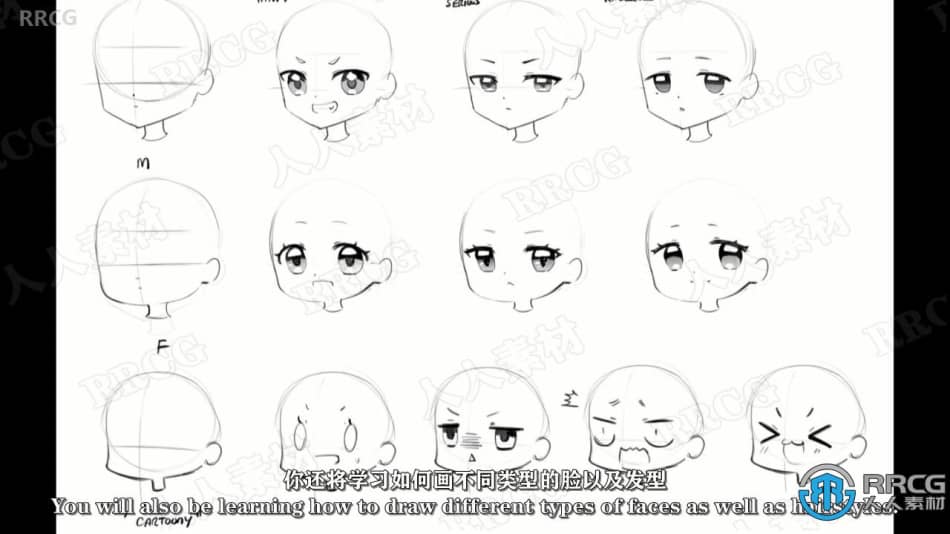 RRCG
M
F
你还将学习如何画不同类型的脸以及发型
You will also be learning how to draw different types of faces as well as hairstyles.
"CARTOONY"
RRCG
人人素材